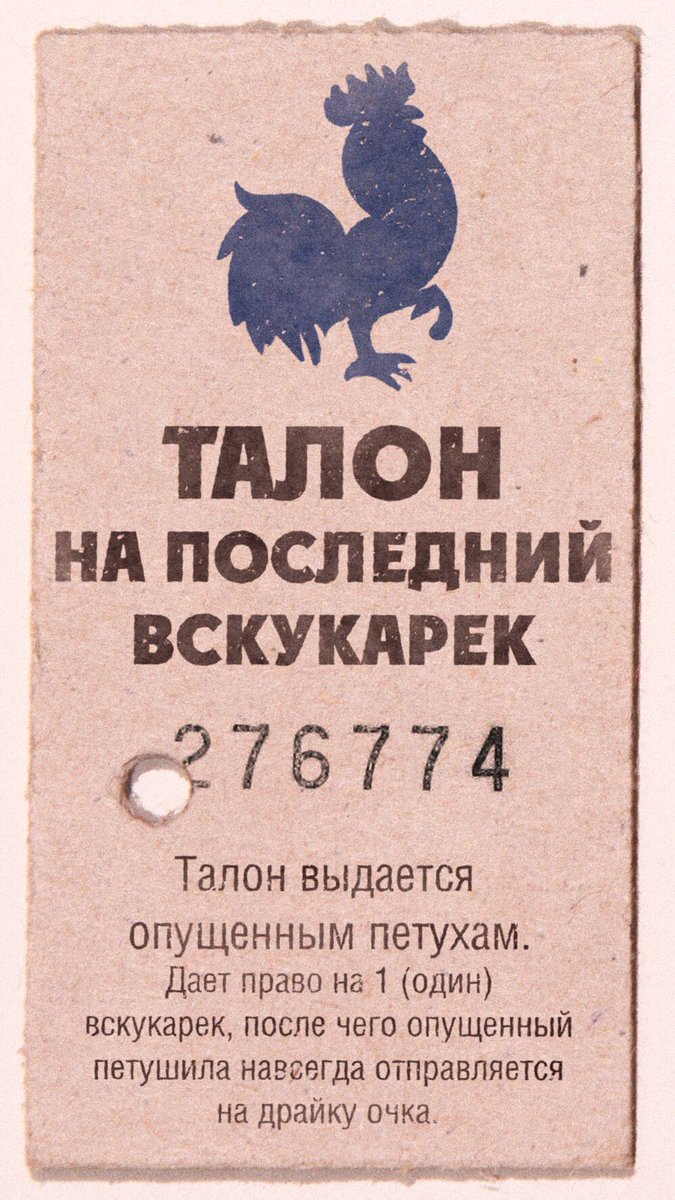 ТАЛОН
НА ПОСЛЕДНИЙ
ВСКУКАРЕК
276774
Талон выдается
опущенным петухам.
Дает право на 1 (один)
вскукарек, после чего опущенный
петушила навсегда отправляется
на драйку очка.